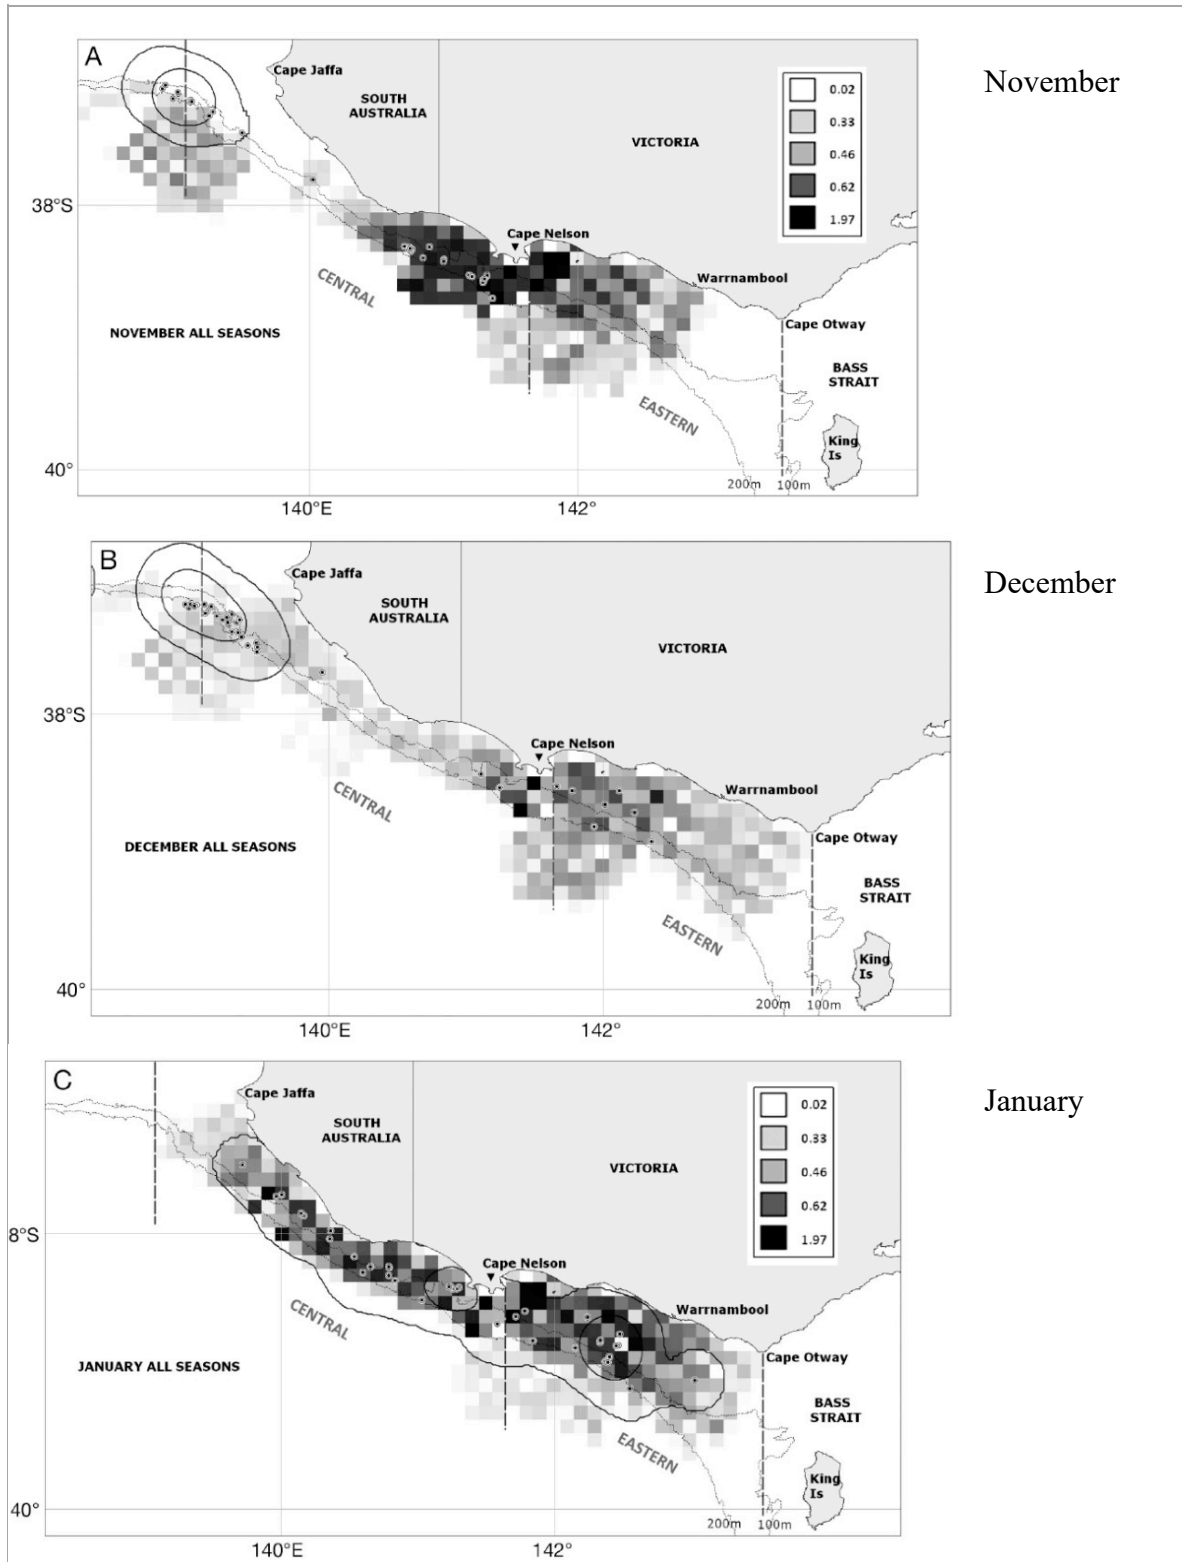 November
A
Cape Jaffa
SOUTH
AUSTRALIA
VICTORIA
0.02
0.33
0.46
0.62
1.97
38°S
Cape Nelson
Warrnambool
CENTRAL
Cape Otway
NOVEMBER ALL SEASONS
BASS
STRAIT
EASTERN
King
Is
40°
200m 100m
140°E
142°
December
B
Cape Jaffa
SOUTH
AUSTRALIA
VICTORIA
38°S
Cape Nelson
Warrnambool
CENTRAL
Cape Otway
DECEMBER ALL SEASONS
BASS
STRAIT
EASTERN
King
Is
40°
200m 100m
140°E
142°
January
C
Cape Jaffa
SOUTH
AUSTRALIA
VICTORIA
0.02
0.33
0.46
0.62
1.97
8°S
Cape Nelson
Warrnambool
CENTRAL
Cape Otway
JANUARY ALL SEASONS
BASS
STRAIT
EASTERN
King
Is
40°
200m 100m
140°E
142°